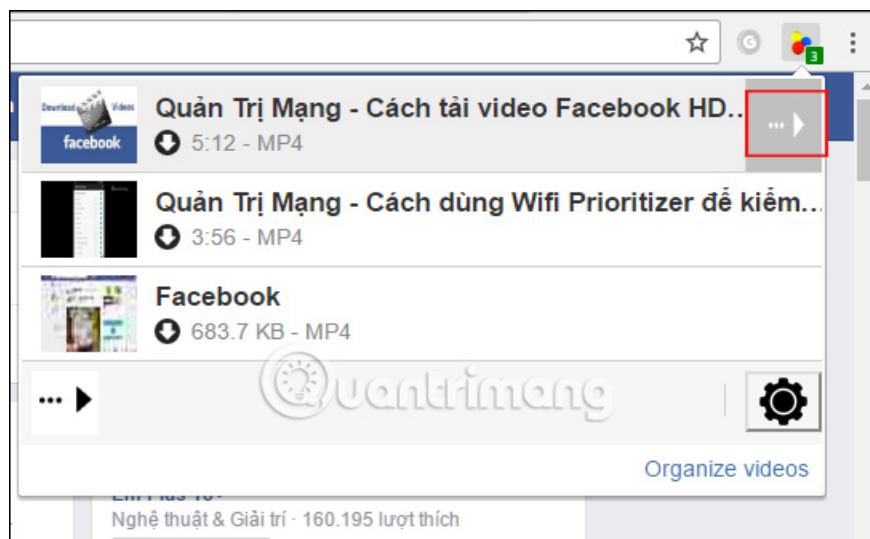 3
Download Videos
facebook
Quản Trị Mạng - Cách tải video Facebook HD...
5:12 - MP4
Quản Trị Mạng - Cách dùng Wifi Prioritizer để kiểm...
3:56 - MP4
Facebook
683.7 KB - MP4
Quantrimang
Organize videos
Nghệ thuật & Giải trí · 160.195 lượt thích